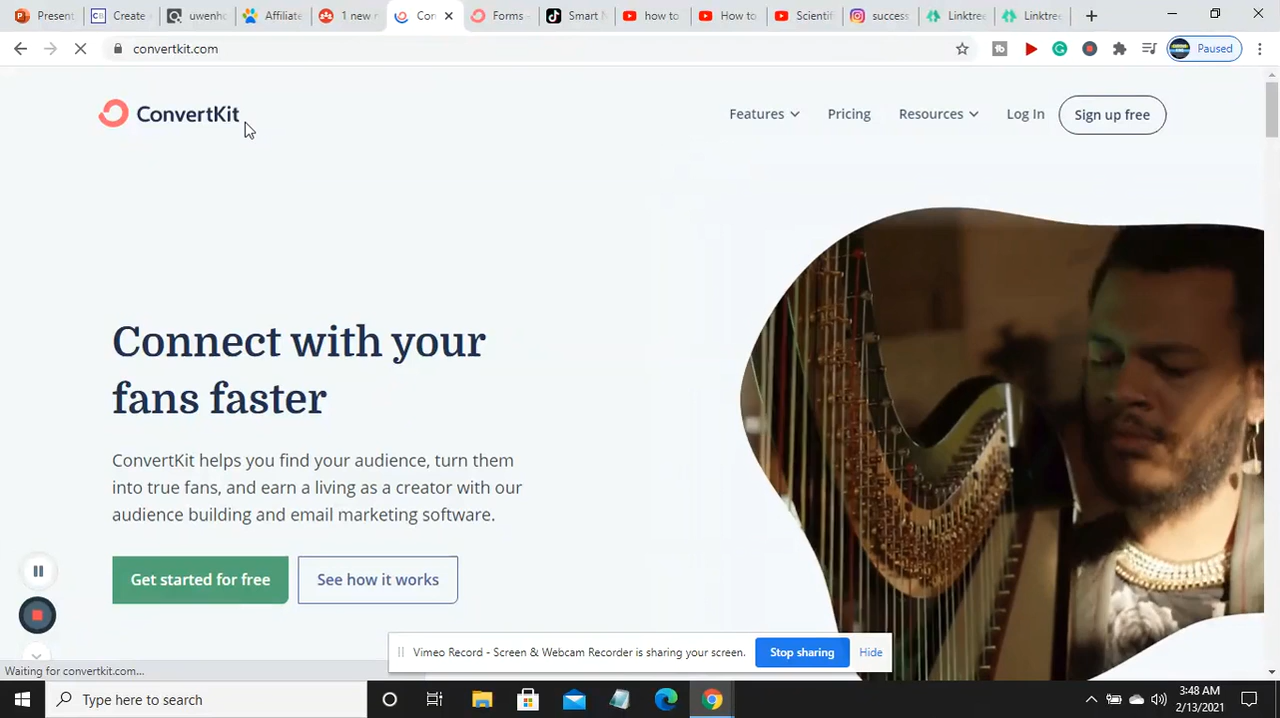 Present
Create
uwenho
Affiliate
1 new r
Con
Forms
Smart
how to
How to
Scientif
success
Linktree
Linktree
convertkit.com
Paused
ConvertKit
Features
Pricing
Resources
Log In
Sign up free
Connect with your
fans faster
ConvertKit helps you find your audience, turn them
into true fans, and earn a living as a creator with our
audience building and email marketing software.
Get started for free
See how it works
Vimeo Record - Screen & Webcam Recorder is sharing your screen.
Stop sharing
Hide
Waiting for convertkit.com...
Type here to search
3:48 AM
2/13/2021